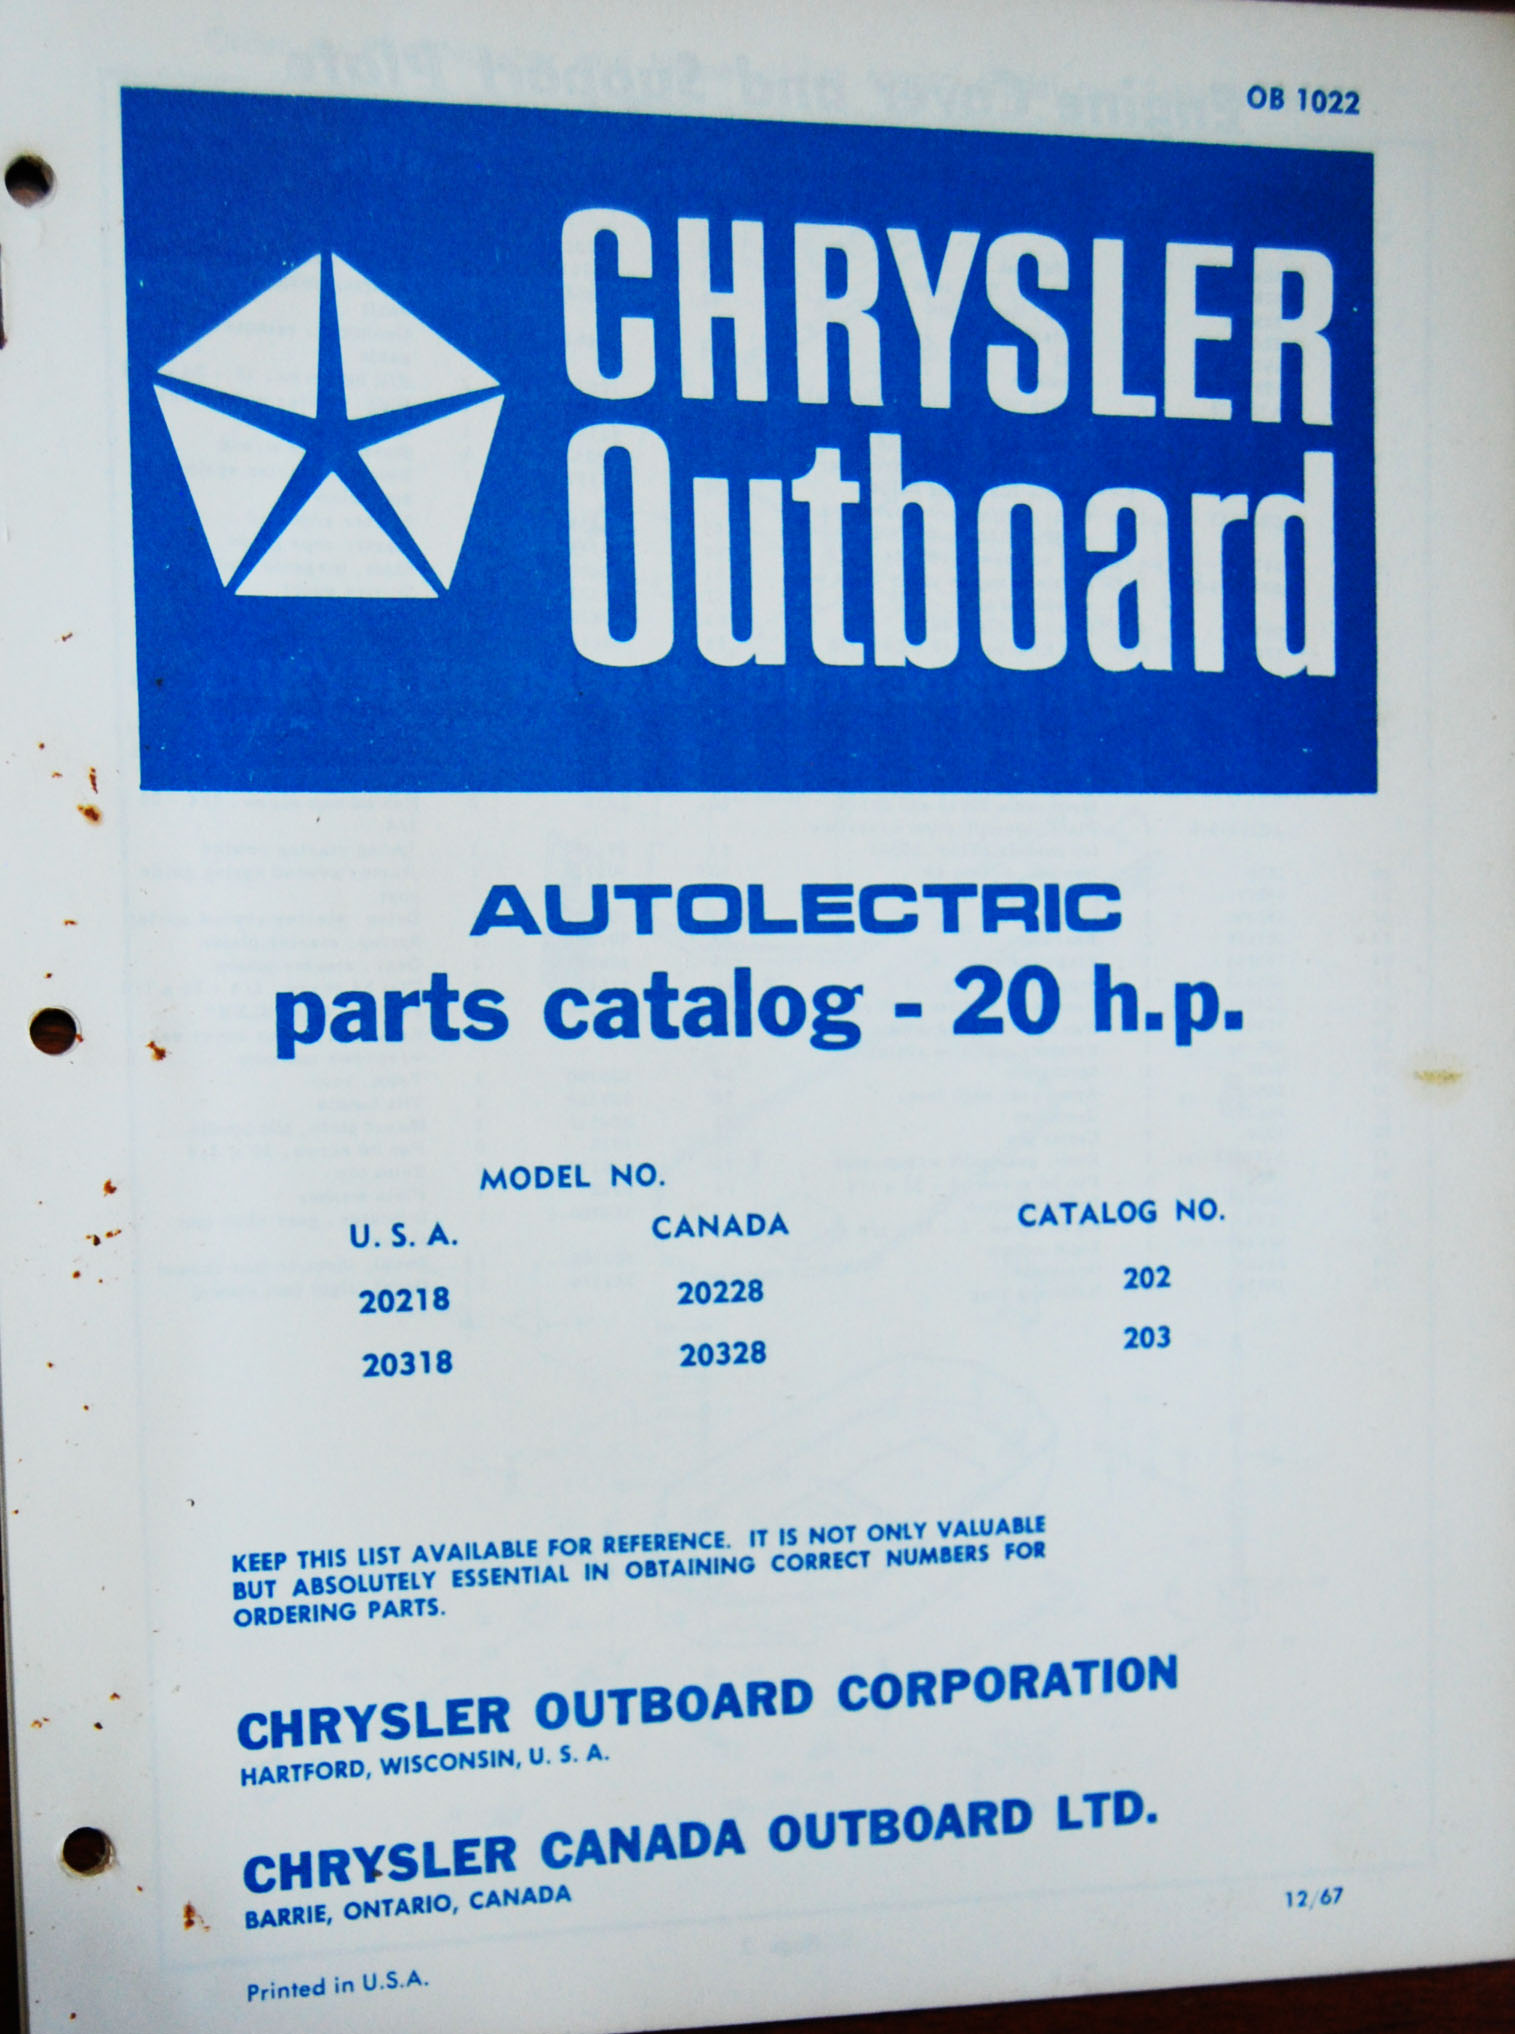 OB 1022
CHRYSLER
Outboard
AUTOLECTRIC
parts catalog - 20 h.p.
MODEL NO.
U. S. A. CANADA CATALOG NO.
20218 20228 202
20318 20328 203
KEEP THIS LIST AVAILABLE FOR REFERENCE. IT IS NOT ONLY VALUABLE
BUT ABSOLUTELY ESSENTIAL IN OBTAINING CORRECT NUMBERS FOR
ORDERING PARTS.
CHRYSLER OUTBOARD CORPORATION
HARTFORD, WISCONSIN, U. S. A.
CHRYSLER CANADA OUTBOARD LTD.
BARRIE, ONTARIO, CANADA
12/67
Printed in U.S.A.